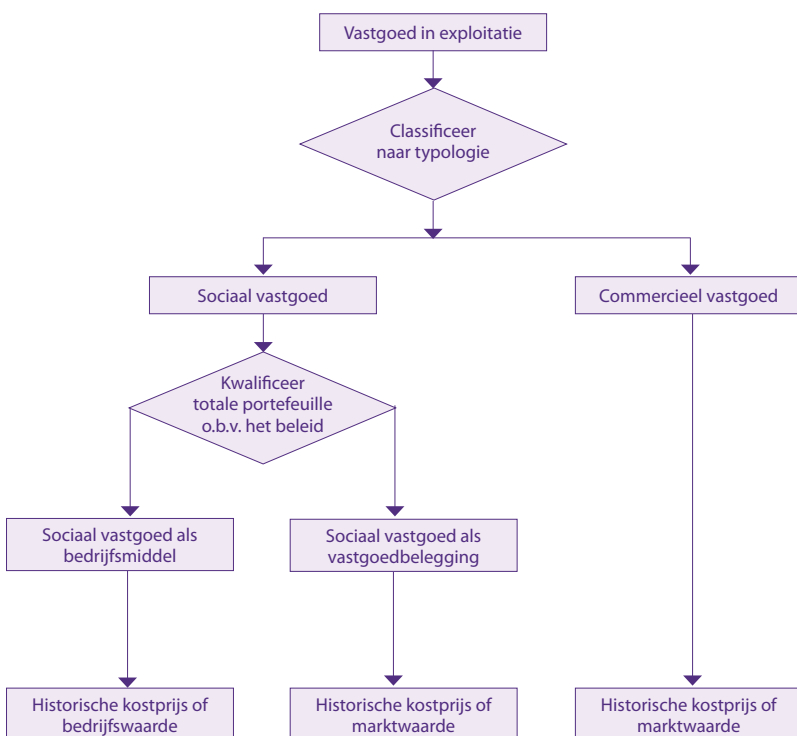 Vastgoed in exploitatie
Classificeer
naar typologie
Sociaal vastgoed
Commercieel vastgoed
Kwalificeer
totale portefeuille
o.b.v. het beleid
Sociaal vastgoed als
bedrijfsmiddel
Sociaal vastgoed als
vastgoedbelegging
Historische kostprijs of
bedrijfswaarde
Historische kostprijs of
marktwaarde
Historische kostprijs of
marktwaarde